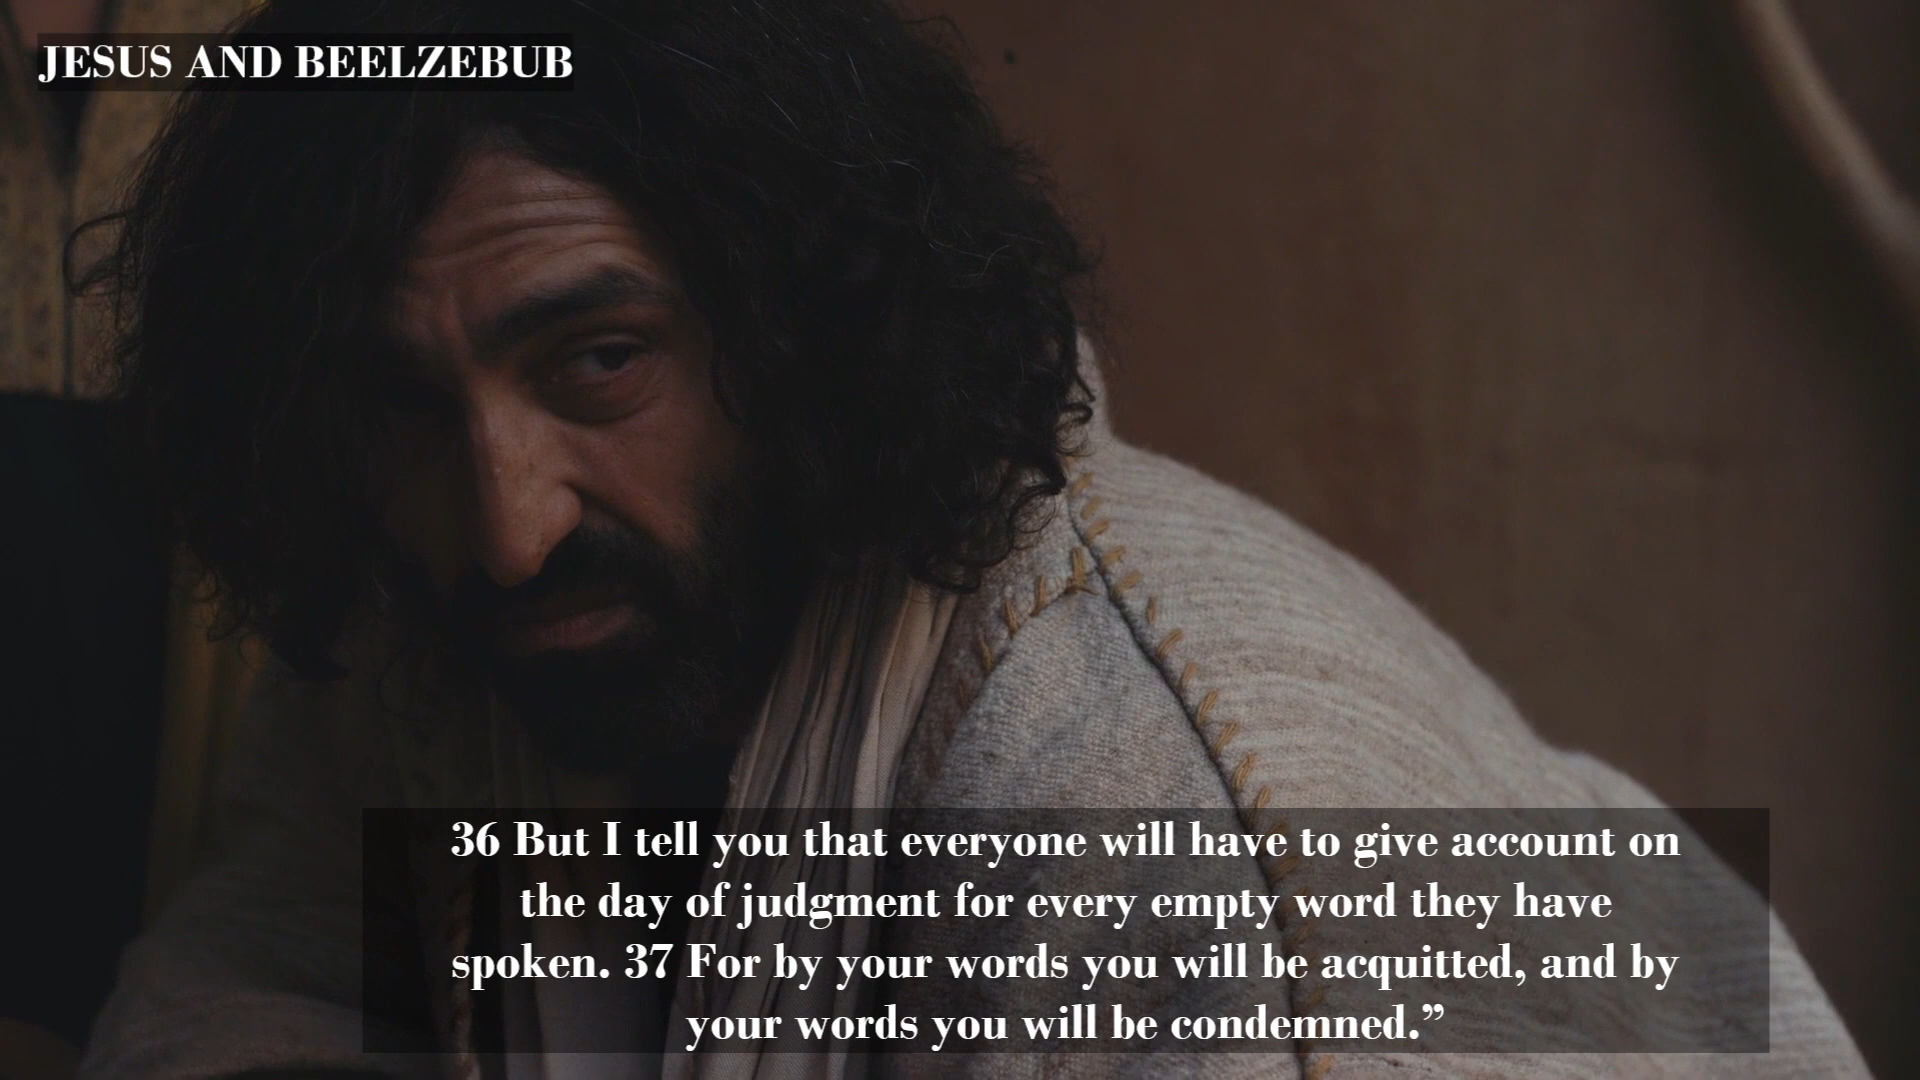 JESUS AND BEELZEBUB
36 But I tell you that everyone will have to give account on
the day of judgment for every empty word they have
spoken. 37 For by your words you will be acquitted, and by
your words you will be condemned.”